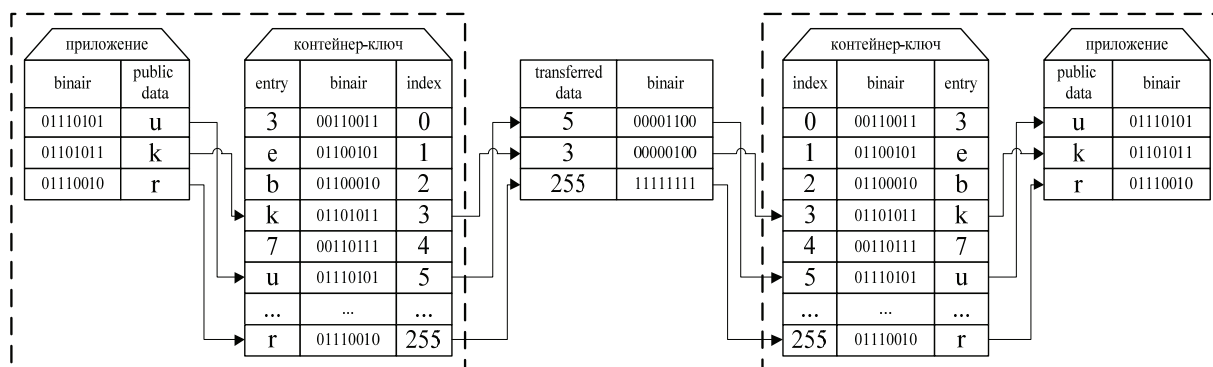 приложение контейнер-ключ контейнер-ключ приложение
binair public data entry binair index transferred data binair index binair entry public data binair
01110101 u 3 00110011 0 5 00001100 0 00110011 3 u 01110101
01101011 k e 01100101 1 3 00000100 1 01100101 e k 01101011
01110010 r b 01100010 2 255 11111111 2 01100010 b r 01110010
k 01101011 3 3 01101011 k
7 00110111 4 4 00110111 7
u 01110101 5 5 01110101 u
... ... ... ... ... ...
r 01110010 255 255 01110010 r